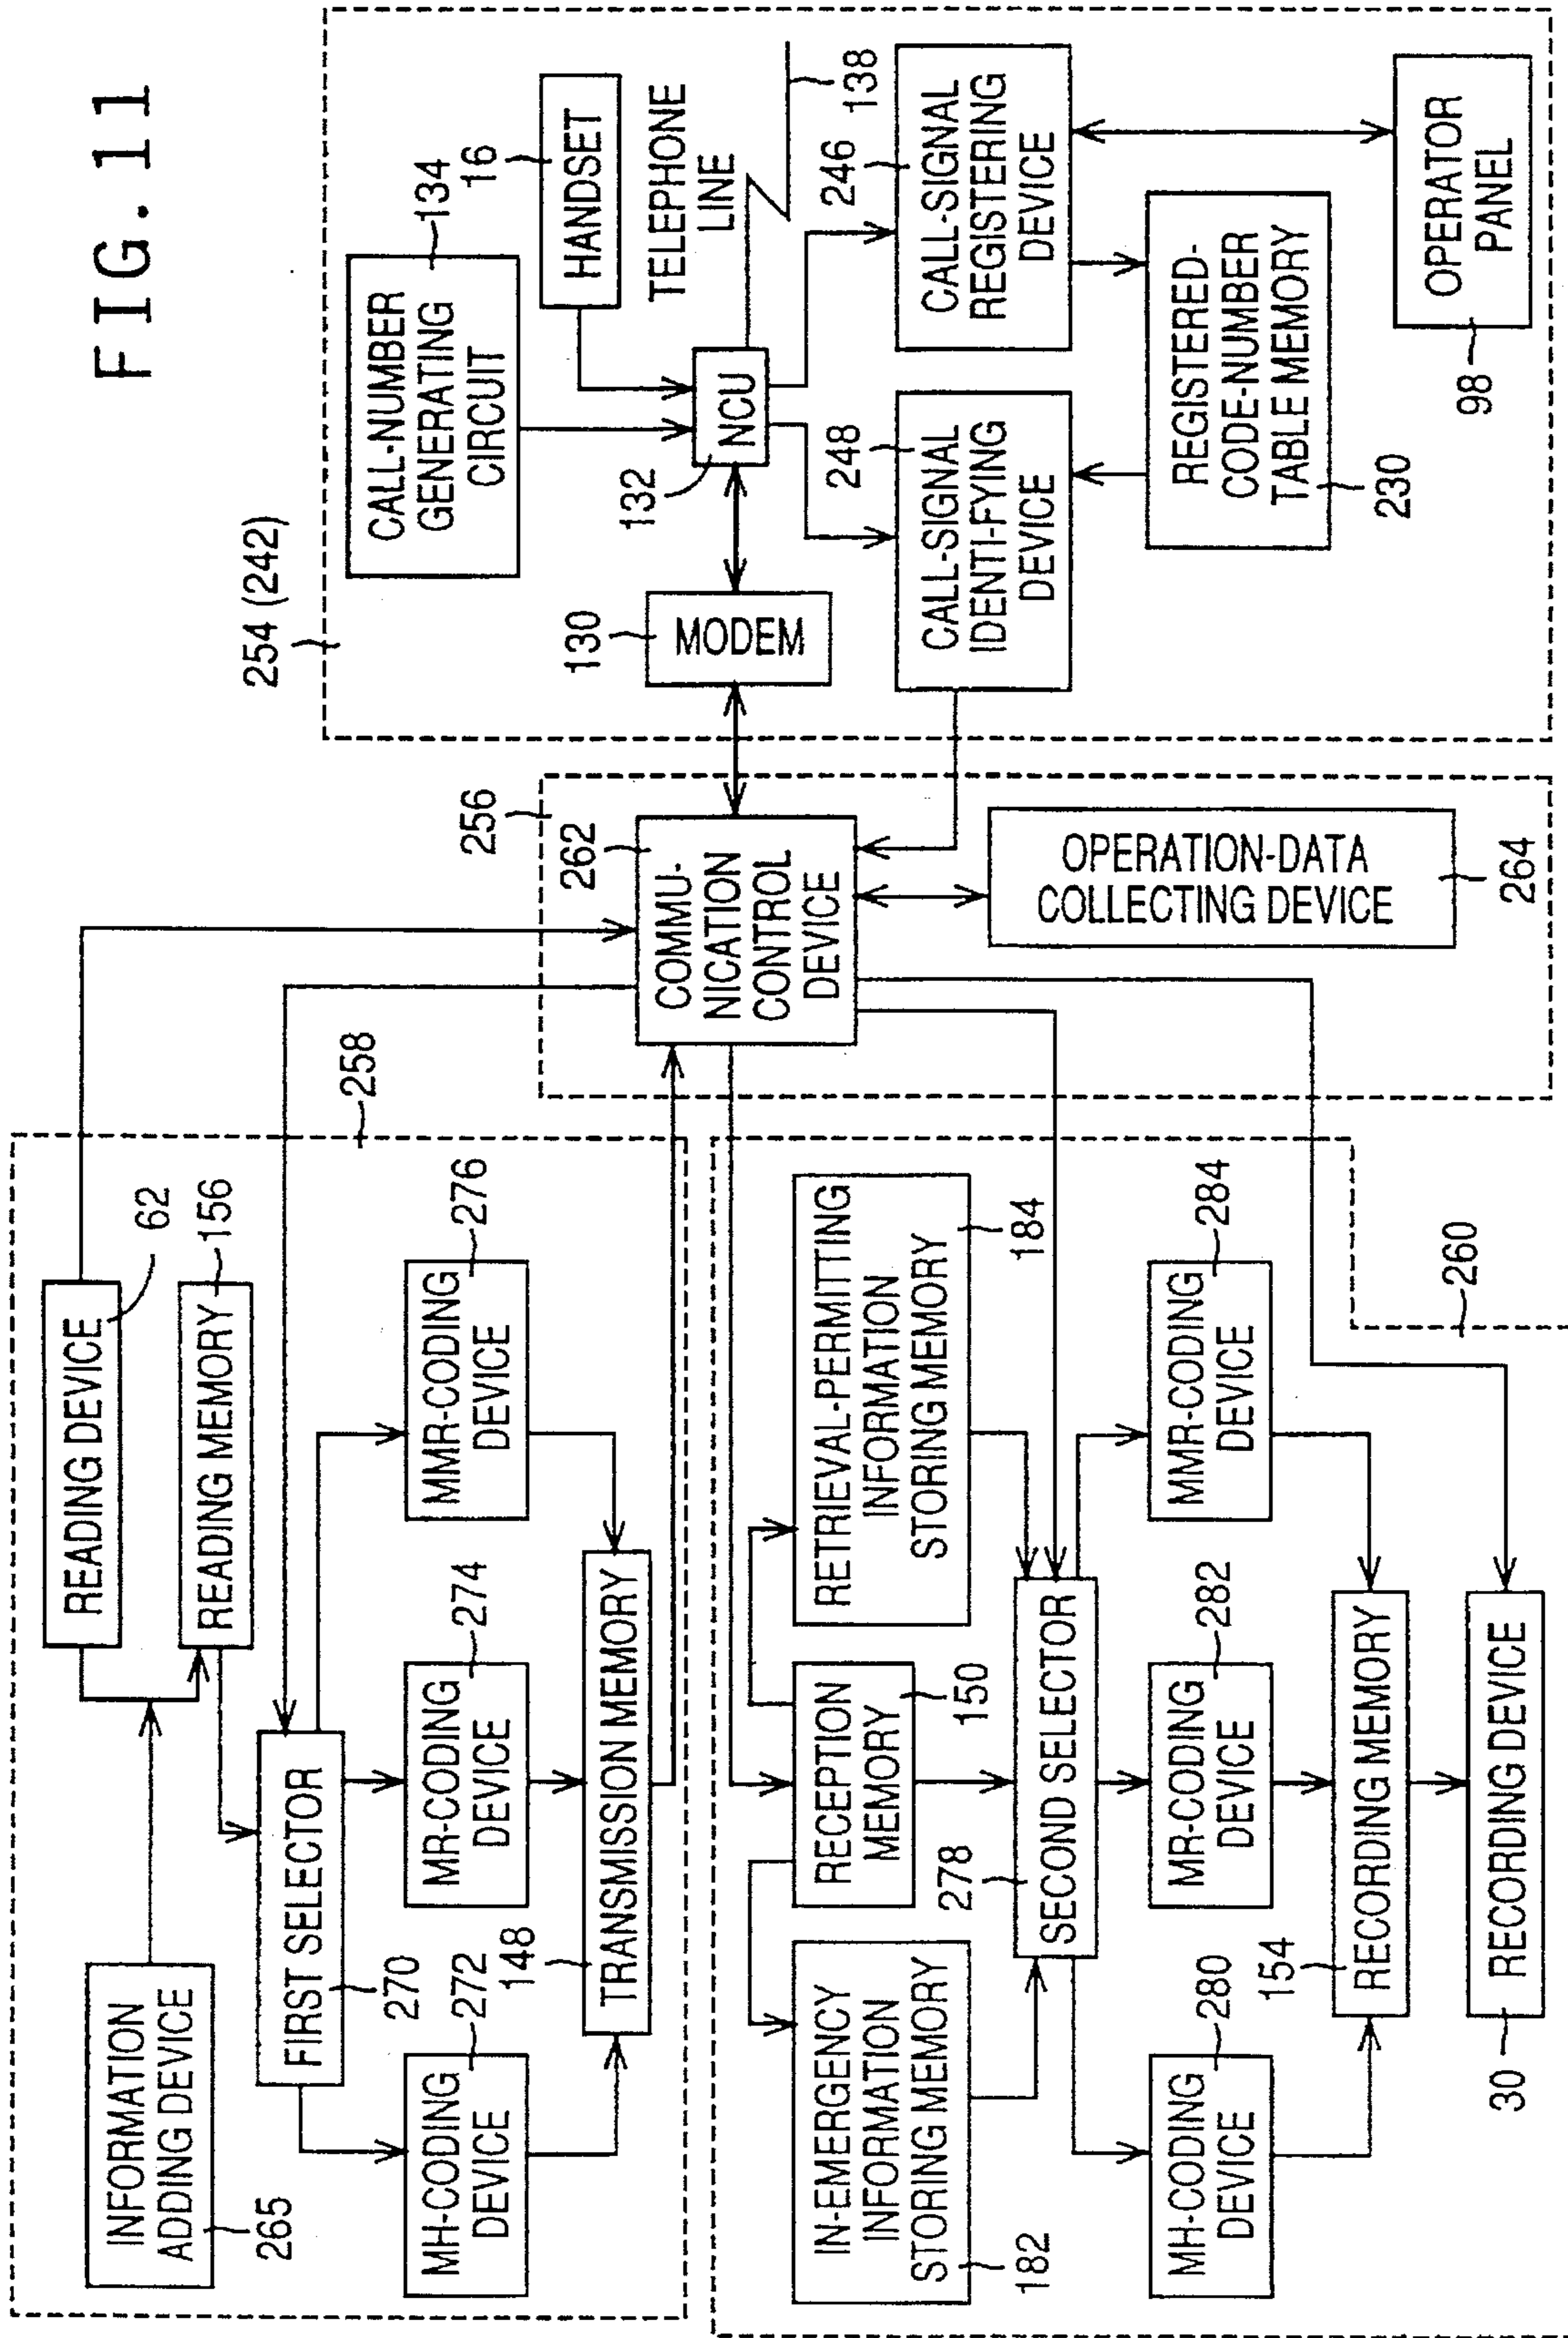 FIG. 11
258
INFORMATION
ADDING DEVICE
265
READING DEVICE
62
READING MEMORY
156
FIRST SELECTOR
270
MH-CODING
DEVICE
272
MR-CODING
DEVICE
274
MMR-CODING
DEVICE
276
148
TRANSMISSION MEMORY
IN-EMERGENCY
INFORMATION
STORING MEMORY
182
RECEPTION
MEMORY
150
RETRIEVAL-PERMITTING
INFORMATION
STORING MEMORY
184
278
SECOND SELECTOR
MH-CODING
DEVICE
280
MR-CODING
DEVICE
282
MMR-CODING
DEVICE
284
154
RECORDING MEMORY
RECORDING DEVICE
30
260
256
262
COMMU-
NICATION
CONTROL
DEVICE
OPERATION-DATA
COLLECTING DEVICE
264
254 (242)
CALL-NUMBER
GENERATING
CIRCUIT
134
16
HANDSET
TELEPHONE
LINE
138
130
MODEM
132
NCU
248
CALL-SIGNAL
IDENTI-FYING
DEVICE
246
CALL-SIGNAL
REGISTERING
DEVICE
REGISTERED-
CODE-NUMBER
TABLE MEMORY
230
OPERATOR
PANEL
98